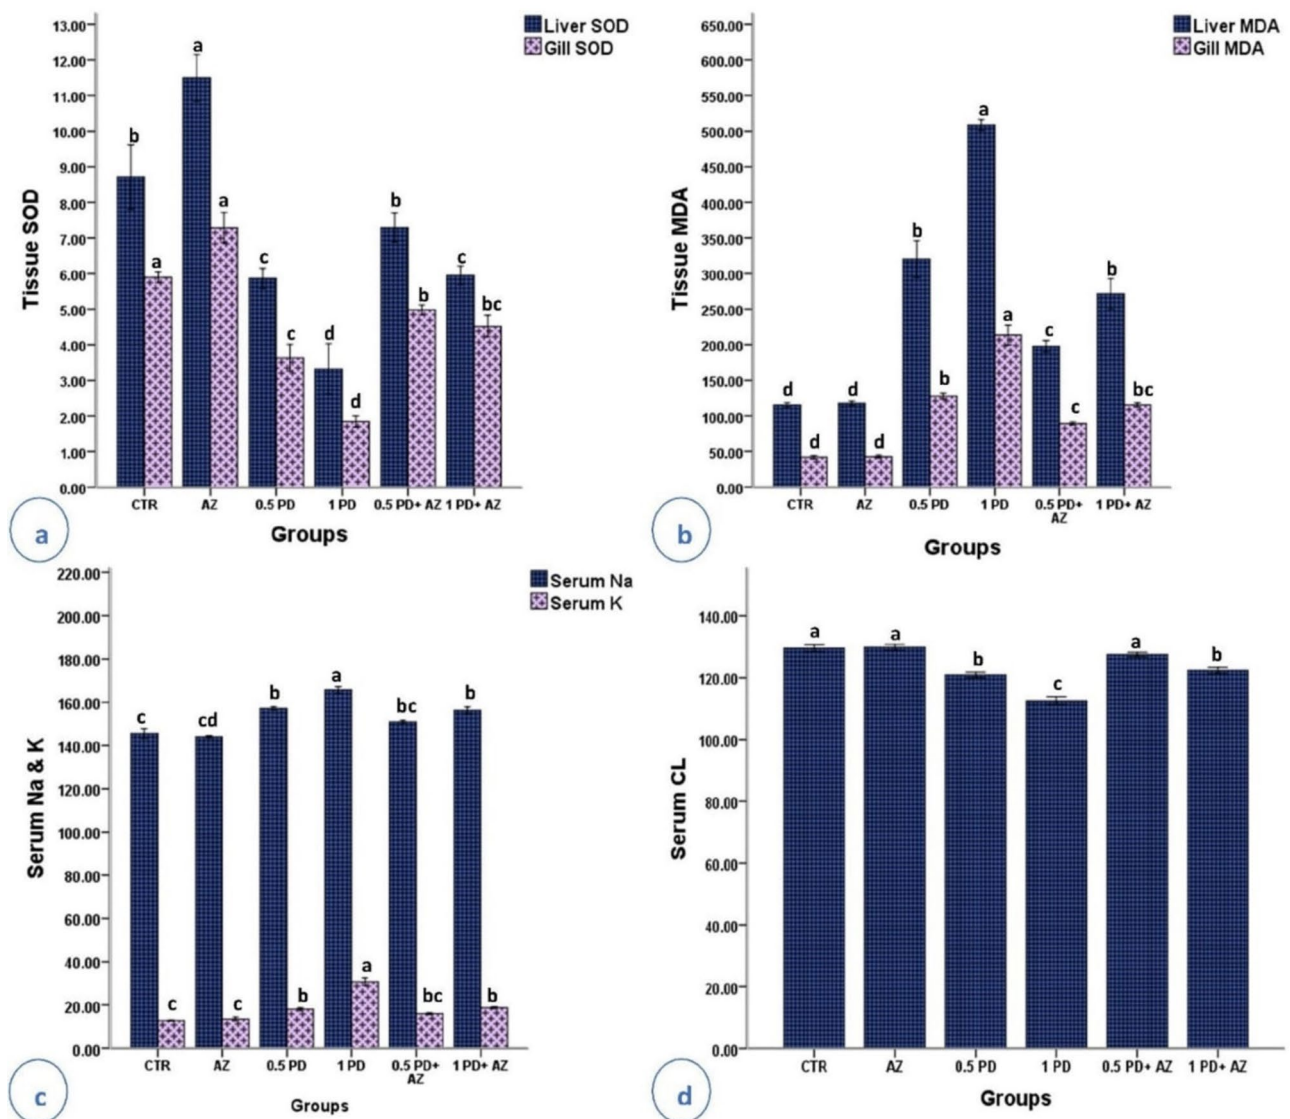 13.00
12.00
11.00
10.00
9.00
8.00
7.00
6.00
5.00
4.00
3.00
2.00
1.00
0.00
Tissue SOD
Liver SOD
Gill SOD
b a a a c c d d b b c bc
CTR AZ 0.5 PD 1 PD 0.5 PD+ AZ 1 PD+ AZ
Groups
a
650.00
600.00
550.00
500.00
450.00
400.00
350.00
300.00
250.00
200.00
150.00
100.00
50.00
0.00
Tissue MDA
Liver MDA
Gill MDA
d d d d b b a a c c b bc
CTR AZ 0.5 PD 1 PD 0.5 PD+ 1 PD+ AZ
AZ
Groups
b
220.00
200.00
180.00
160.00
140.00
120.00
100.00
80.00
60.00
40.00
20.00
0.00
Serum Na & K
Serum Na
Serum K
c c cd c b b a a bc bc b b
CTR AZ 0.5 PD 1 PD 0.5 PD+ 1 PD+ AZ
AZ
Groups
c
140.00
120.00
100.00
80.00
60.00
40.00
20.00
0.00
Serum CL
a a b c a b
CTR AZ 0.5 PD 1 PD 0.5 PD+ AZ 1 PD+ AZ
Groups
d